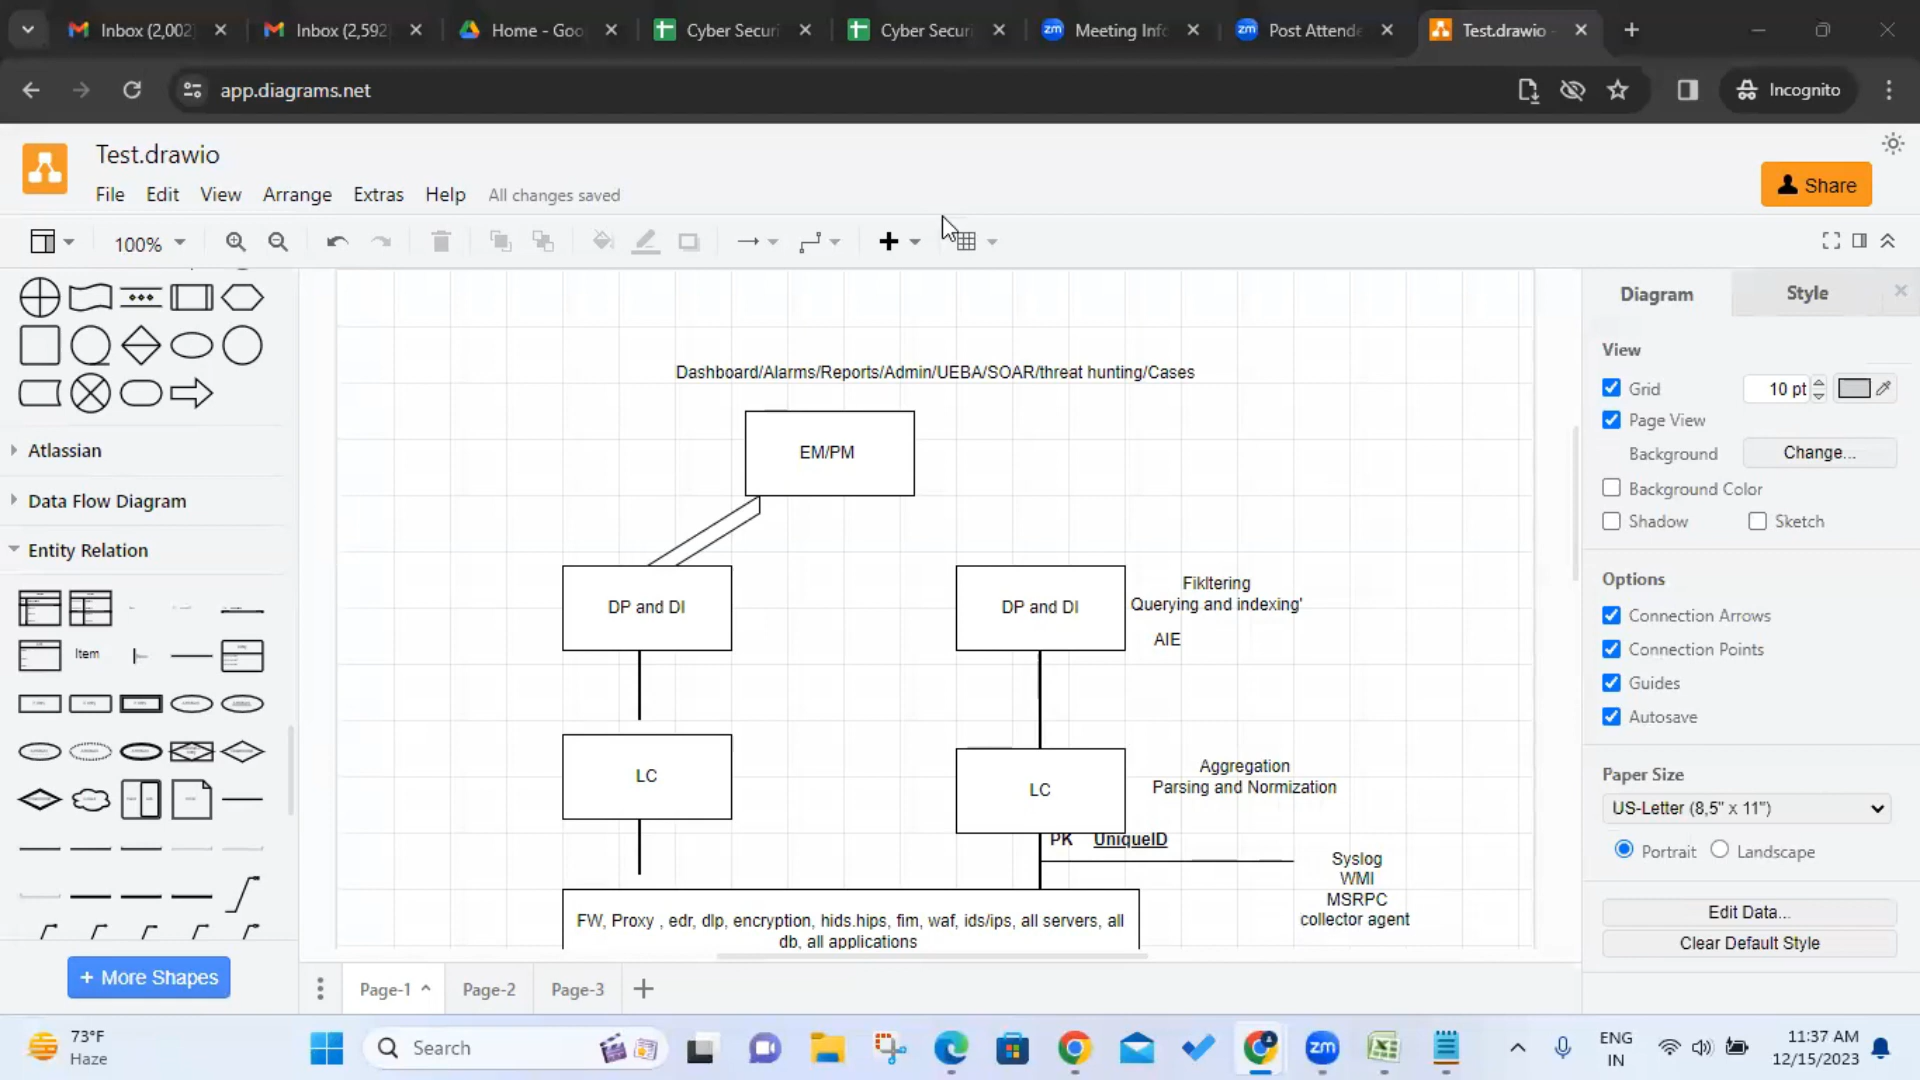 Inbox (2,002
Inbox (2,592
Home - Goo
Cyber Securi
Cyber Securi
Meeting Info
Post Attende
Test.drawio -
app.diagrams.net
Incognito
Test.drawio
File Edit View Arrange Extras Help All changes saved
Share
100%
Diagram
Style
View
Grid
10 pt
Page View
Background
Change...
Background Color
Shadow
Sketch
Options
Connection Arrows
Connection Points
Guides
Autosave
Paper Size
US-Letter (8,5" x 11")
Portrait
Landscape
Edit Data...
Clear Default Style
Atlassian
Data Flow Diagram
Entity Relation
Item
+ More Shapes
Dashboard/Alarms/Reports/Admin/UEBA/SOAR/threat hunting/Cases
EM/PM
DP and DI
DP and DI
Fikltering
Querying and indexing'
AIE
LC
LC
Aggregation
Parsing and Normization
PK UniqueID
Syslog
WMI
MSRPC
collector agent
FW, Proxy , edr, dlp, encryption, hids.hips, fim, waf, ids/ips, all servers, all
db, all applications
Page-1
Page-2
Page-3
73°F
Haze
Search
zm
ENG
IN
11:37 AM
12/15/2023